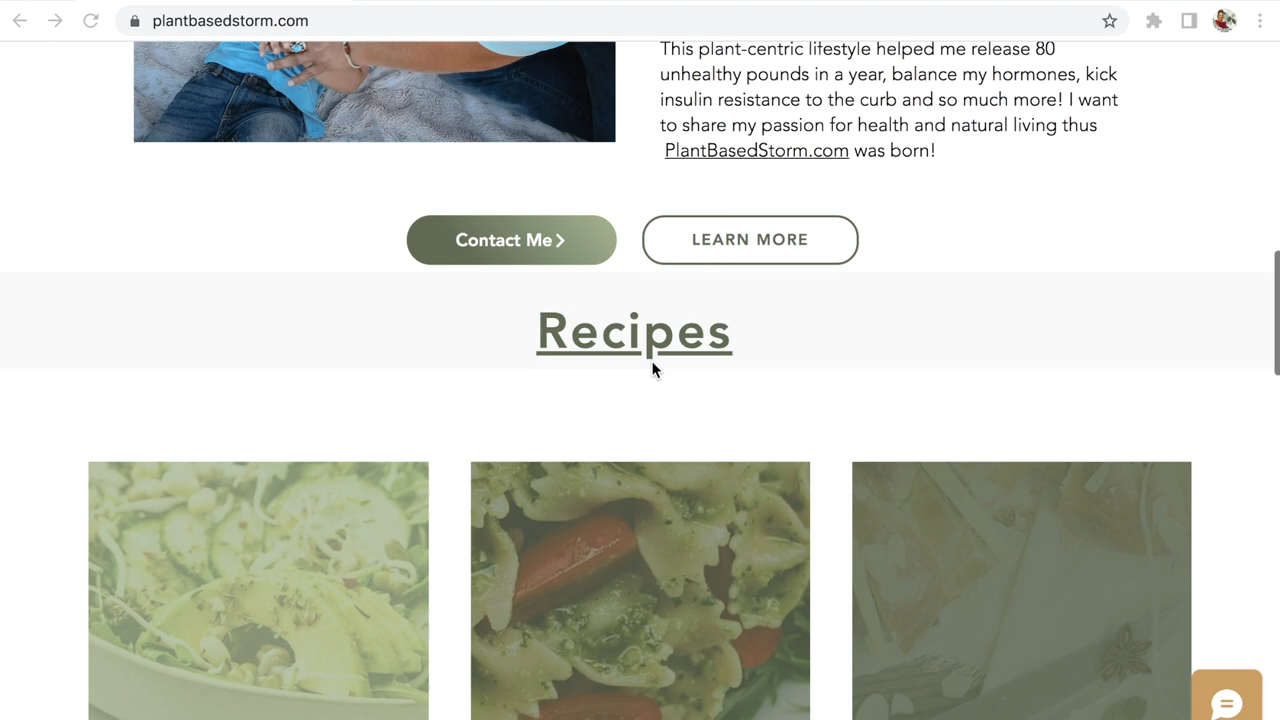 plantbasedstorm.com
This plant-centric lifestyle helped me release 80
unhealthy pounds in a year, balance my hormones, kick
insulin resistance to the curb and so much more! I want
to share my passion for health and natural living thus
PlantBasedStorm.com was born!
Contact Me
LEARN MORE
Recipes